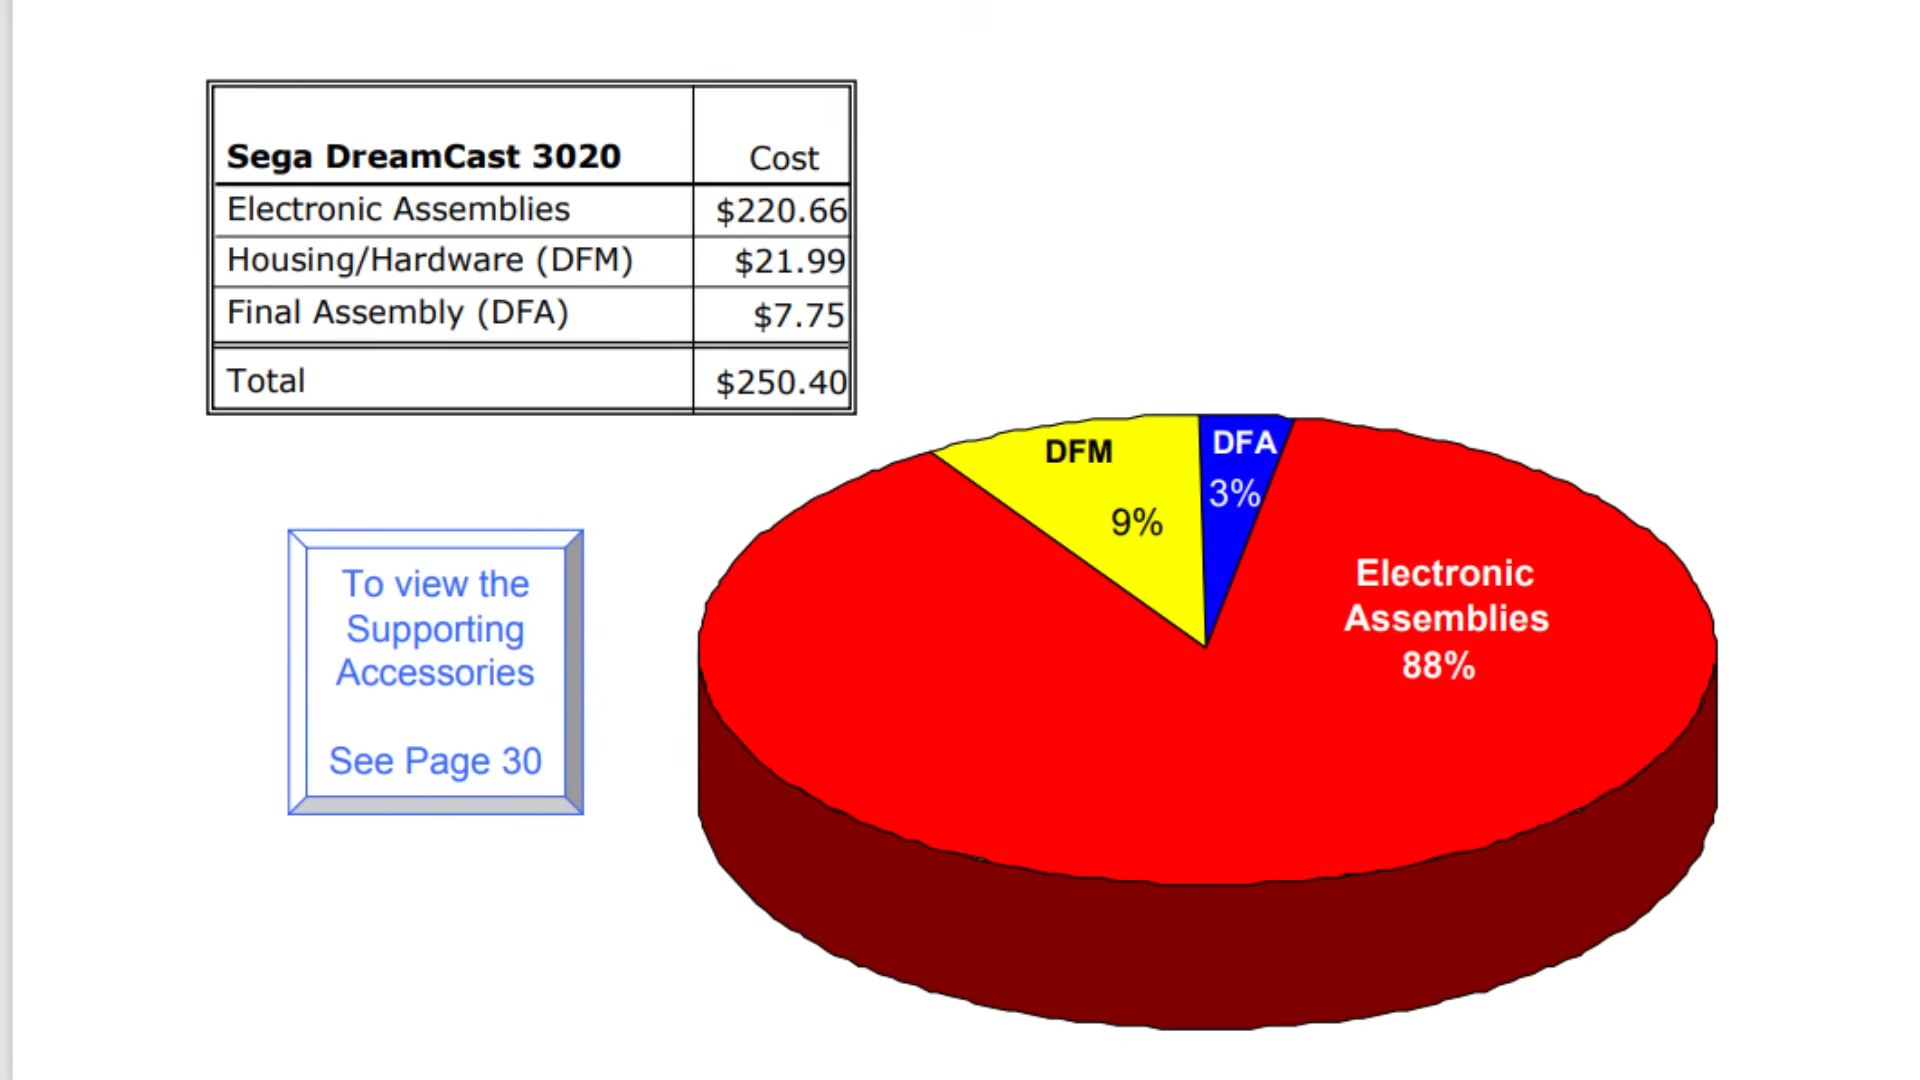 Sega DreamCast 3020 Cost
Electronic Assemblies $220.66
Housing/Hardware (DFM) $21.99
Final Assembly (DFA) $7.75
Total $250.40
DFM
9%
DFA
3%
Electronic
Assemblies
88%
To view the
Supporting
Accessories
See Page 30